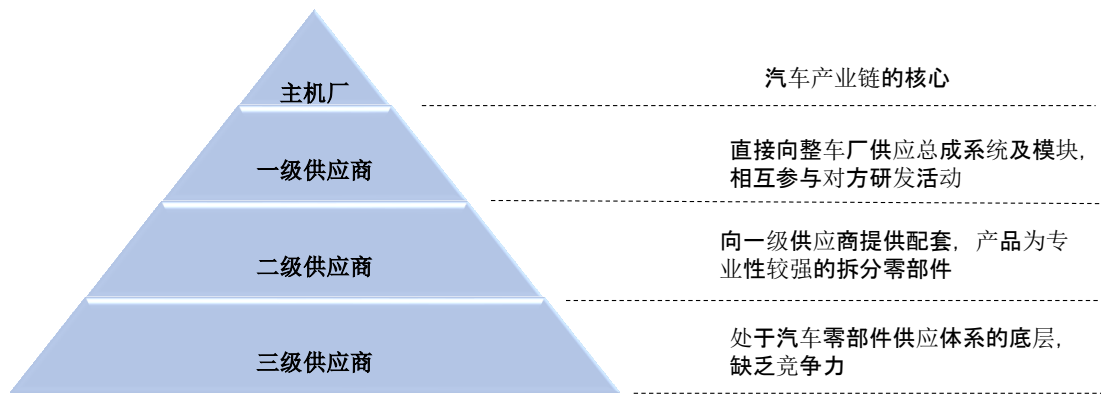 主机厂
汽车产业链的核心
一级供应商
直接向整车厂供应总成系统及模块，
相互参与对方研发活动
二级供应商
向一级供应商提供配套，产品为专
业性较强的拆分零部件
三级供应商
处于汽车零部件供应体系的底层，
缺乏竞争力